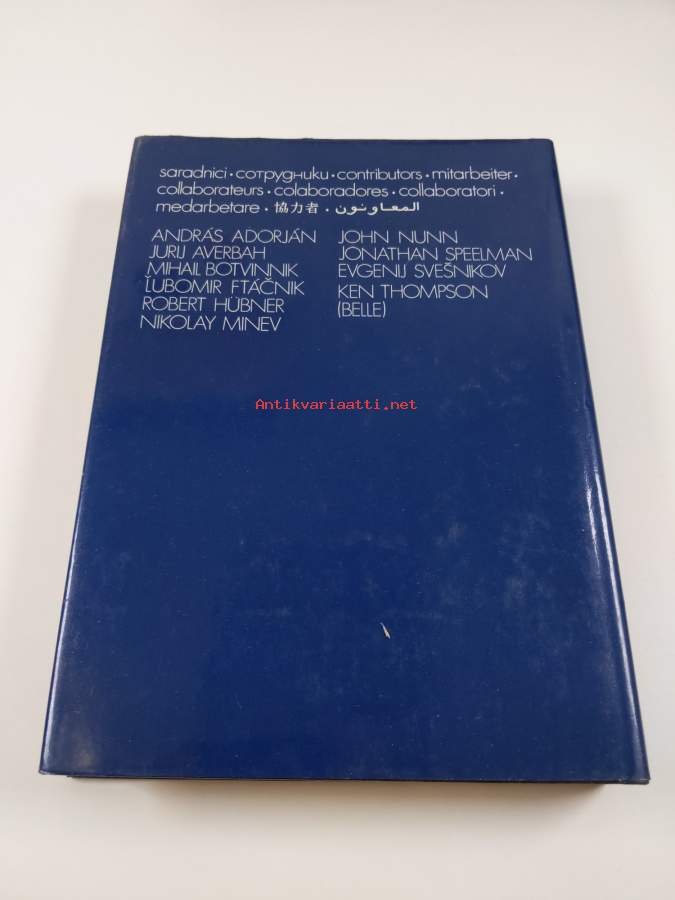 saradnici • сотрудники • contributors • mitarbeiter •
collaborateurs • colaboradores • collaboratori •
medarbetare • 協力者 • المعاونون
ANDRÁS ADORJÁN
JURIJ AVERBAH
MIHAIL BOTVINNIK
ĽUBOMIR FTÁČNIK
ROBERT HÜBNER
NIKOLAY MINEV
JOHN NUNN
JONATHAN SPEELMAN
EVGENIJ SVEŠNIKOV
KEN THOMPSON
(BELLE)
Antikvariaatti.net